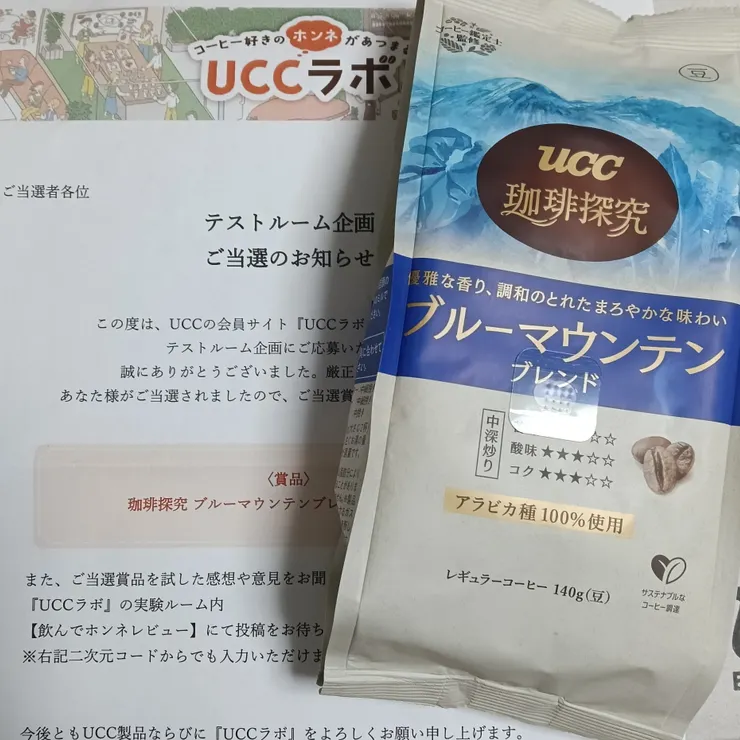 コーヒー好きの ホンネ があつま
UCCラボ
ご当選者各位
テストルーム企画
ご当選のお知らせ
この度は、UCCの会員サイト『UCCラボ
テストルーム企画にご応募いた
誠にありがとうございました。厳正
あなた様がご当選されましたので、ご当選賞
〈賞品〉
珈琲探究 ブルーマウンテンブレ
また、ご当選賞品を試した感想や意見をお聞
『UCCラボ』の実験ルーム内
【飲んでホンネレビュー】にて投稿をお待ち
※右記二次元コードからでも入力いただけま
今後ともUCC製品ならびに『UCCラボ』をよろしくお願い申し上げます。
コーヒー鑑定士
監修
豆
ucc
珈琲探究
優雅な香り、調和のとれたまろやかな味わい
ブルーマウンテン
ブレンド
中深炒り
酸味 ★★★☆☆
コク ★★★☆☆
アラビカ種100%使用
レギュラーコーヒー 140g(豆)
サステナブルな
コーヒー調達